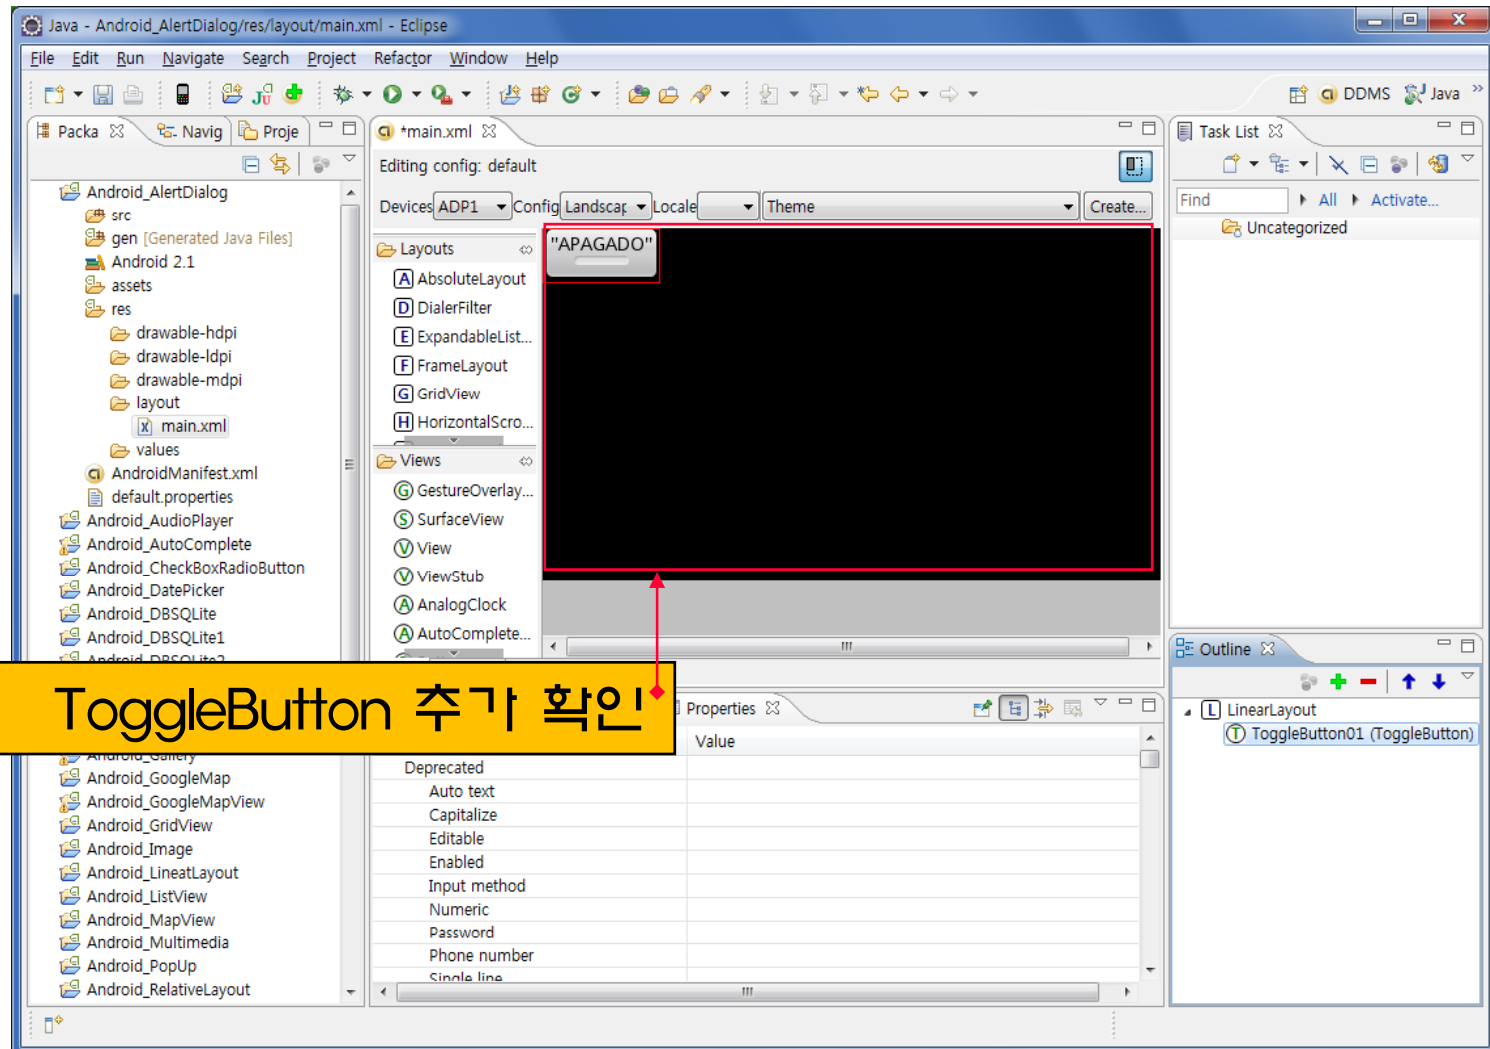 Java - Android_AlertDialog/res/layout/main.xml - Eclipse
File Edit Run Navigate Search Project Refactor Window Help
DDMS Java
Packa Navig Proje
Android_AlertDialog
src
gen [Generated Java Files]
Android 2.1
assets
res
drawable-hdpi
drawable-ldpi
drawable-mdpi
layout
main.xml
values
AndroidManifest.xml
default.properties
Android_AudioPlayer
Android_AutoComplete
Android_CheckBoxRadioButton
Android_DatePicker
Android_DBSQLite
Android_DBSQLite1
Android_Gallery
Android_GoogleMap
Android_GoogleMapView
Android_GridView
Android_Image
Android_LineatLayout
Android_ListView
Android_MapView
Android_Multimedia
Android_PopUp
Android_RelativeLayout
*main.xml
Editing config: default
Devices ADP1 Config Landscap Locale Theme Create...
Layouts
A AbsoluteLayout
D DialerFilter
E ExpandableList...
F FrameLayout
G GridView
H HorizontalScro...
Views
G GestureOverlay...
S SurfaceView
V View
V ViewStub
A AnalogClock
A AutoComplete...
"APAGADO"
ToggleButton 추가 확인
Properties
Value
Deprecated
Auto text
Capitalize
Editable
Enabled
Input method
Numeric
Password
Phone number
Single line
Task List
Find All Activate...
Uncategorized
Outline
L LinearLayout
T ToggleButton01 (ToggleButton)